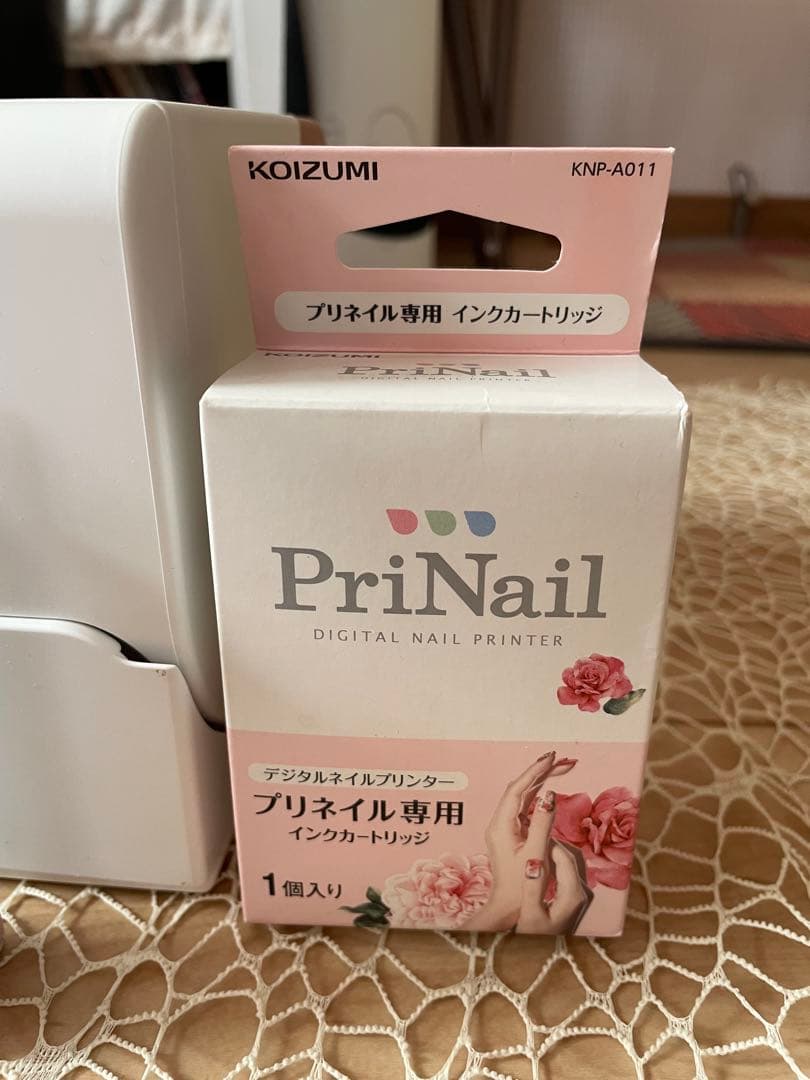 KOIZUMI
KNP-A011
プリネイル専用 インクカートリッジ
KOIZUMI
PriNail
DIGITAL NAIL PRINTER
PriNail
DIGITAL NAIL PRINTER
デジタルネイルプリンター
プリネイル専用
インクカートリッジ
1個入り